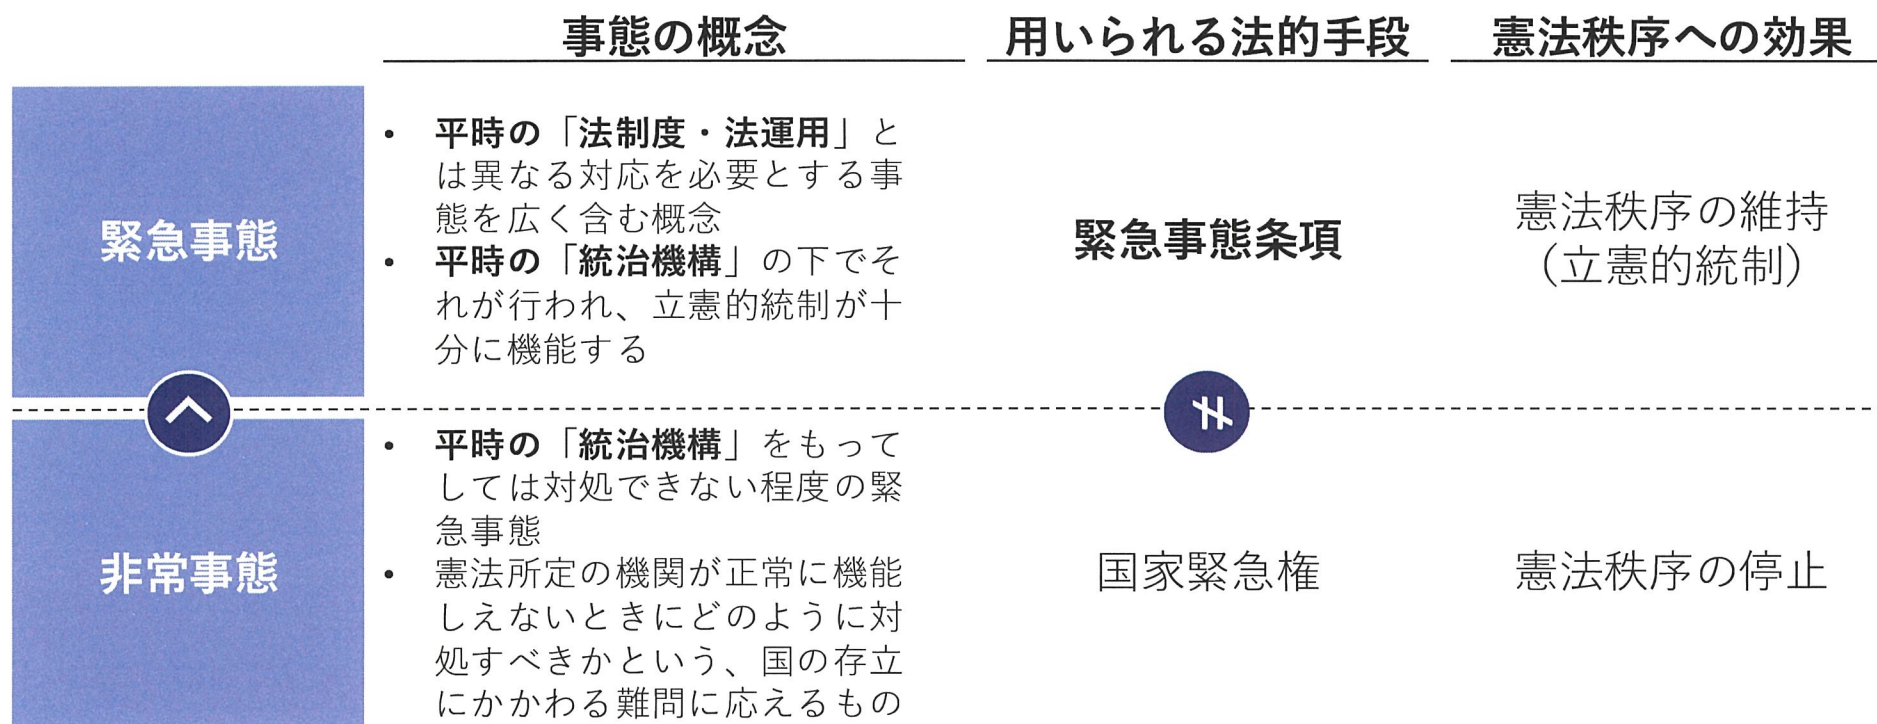 事態の概念
用いられる法的手段
憲法秩序への効果
緊急事態
• 平時の「法制度・法運用」と
は異なる対応を必要とする事
態を広く含む概念
• 平時の「統治機構」の下でそ
れが行われ、立憲的統制が十
分に機能する
緊急事態条項
憲法秩序の維持
（立憲的統制）
非常事態
• 平時の「統治機構」をもって
しては対処できない程度の緊
急事態
• 憲法所定の機関が正常に機能
しえないときにどのように対
処すべきかという、国の存立
にかかわる難問に応えるもの
国家緊急権
憲法秩序の停止